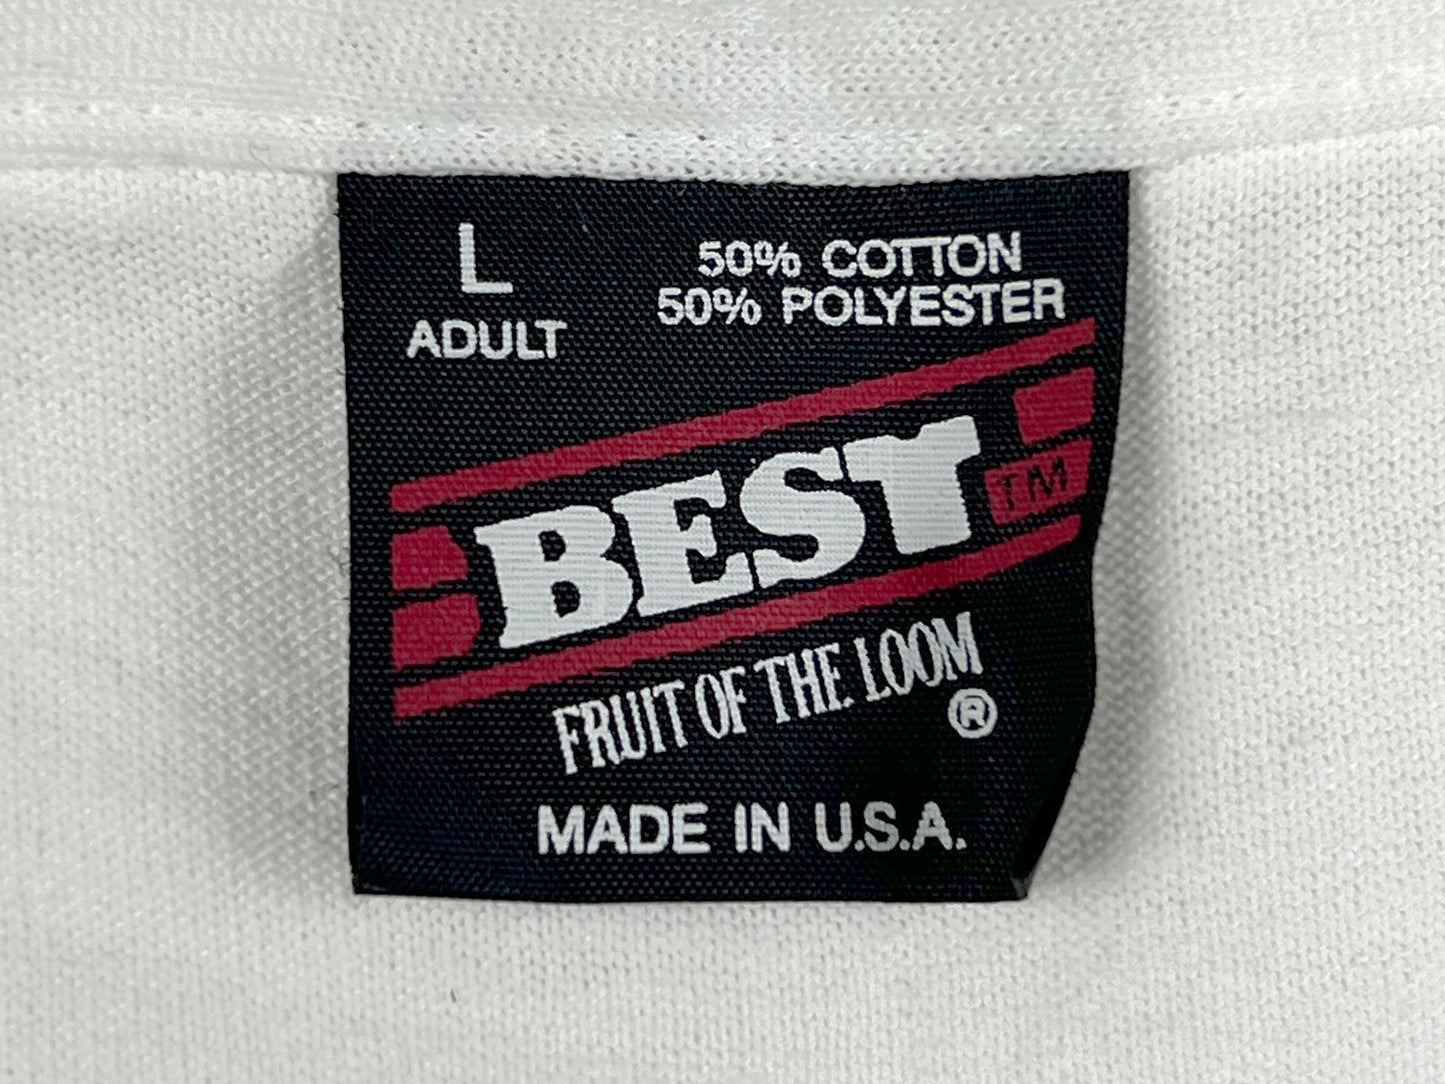 L
ADULT
50% COTTON
50% POLYESTER
BEST TM
FRUIT OF THE LOOM ®
MADE IN U.S.A.